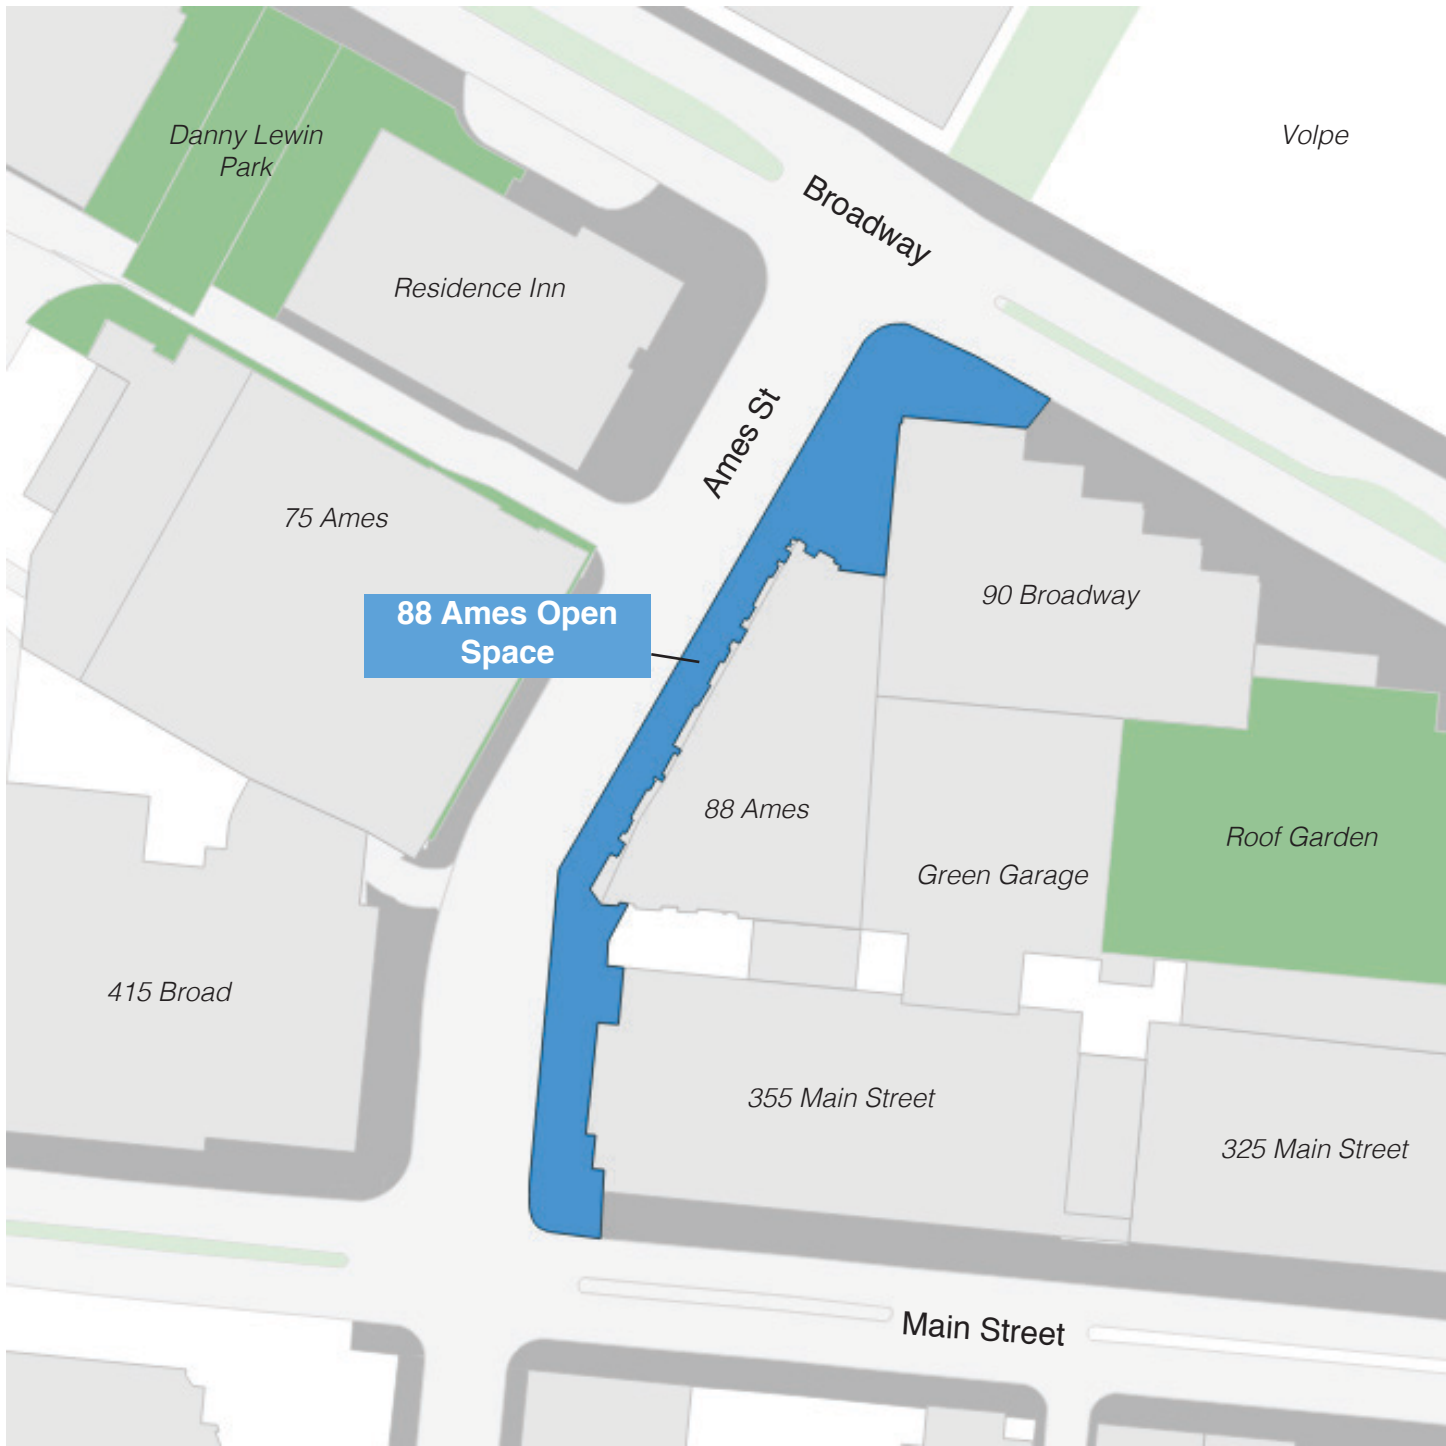 Danny Lewin
Park
Volpe
Broadway
Residence Inn
Ames St
75 Ames
90 Broadway
88 Ames Open
Space
88 Ames
Roof Garden
Green Garage
415 Broad
355 Main Street
325 Main Street
Main Street